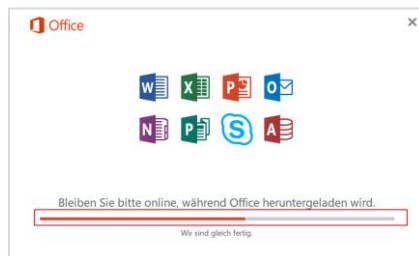 Office
W X P O
N P S A
Bleiben Sie bitte online, während Office heruntergeladen wird.
Wir sind gleich fertig.